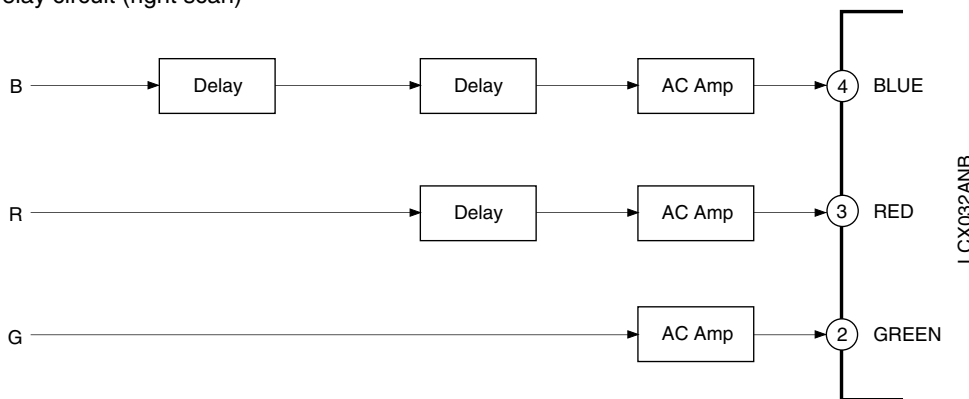 elay circuit (right scan)
B Delay Delay AC Amp 4 BLUE
R Delay AC Amp 3 RED
G AC Amp 2 GREEN
LCX032ANB